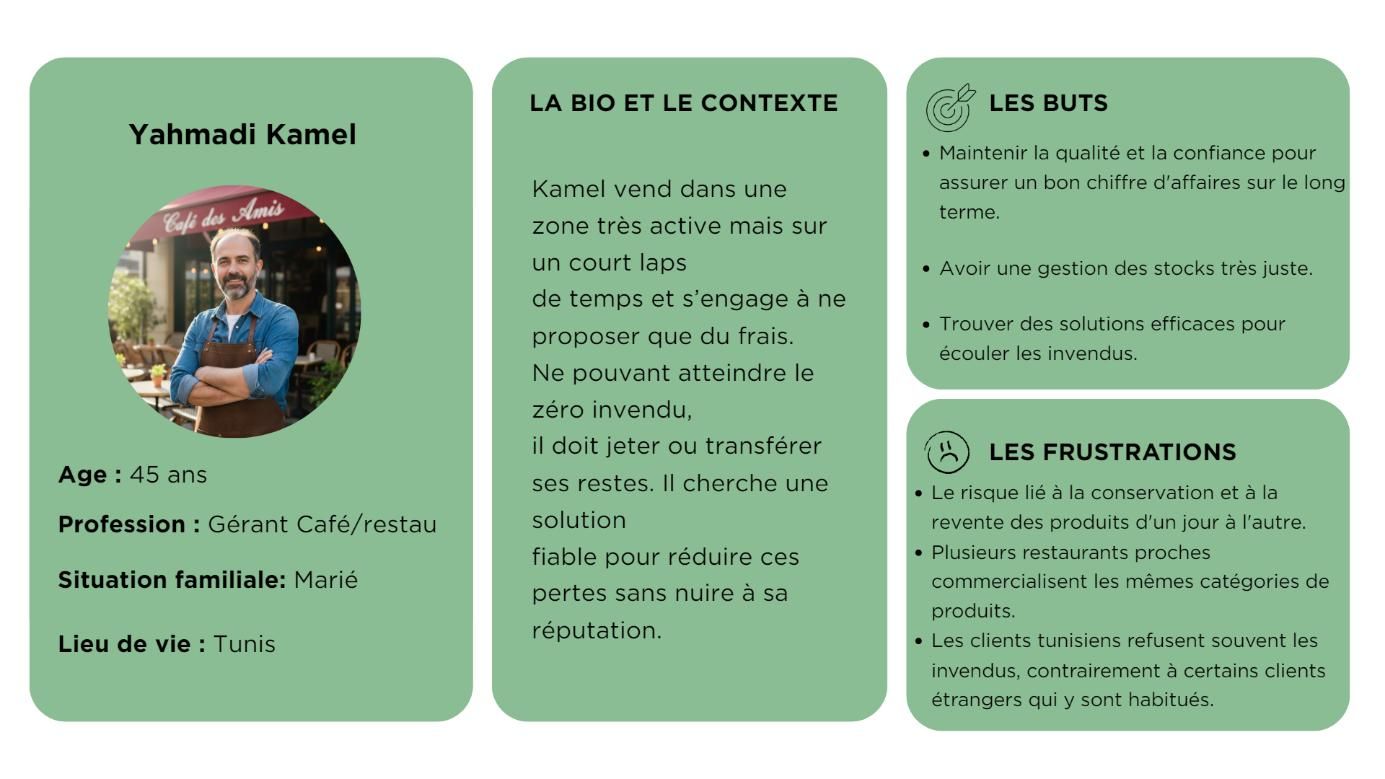 Yahmadi Kamel
Café des Amis
Age : 45 ans
Profession : Gérant Café/restau
Situation familiale: Marié
Lieu de vie : Tunis
LA BIO ET LE CONTEXTE
Kamel vend dans une
zone très active mais sur
un court laps
de temps et s’engage à ne
proposer que du frais.
Ne pouvant atteindre le
zéro invendu,
il doit jeter ou transférer
ses restes. Il cherche une
solution
fiable pour réduire ces
pertes sans nuire à sa
réputation.
LES BUTS
• Maintenir la qualité et la confiance pour
assurer un bon chiffre d'affaires sur le long
terme.
• Avoir une gestion des stocks très juste.
• Trouver des solutions efficaces pour
écouler les invendus.
LES FRUSTRATIONS
• Le risque lié à la conservation et à la
revente des produits d'un jour à l'autre.
• Plusieurs restaurants proches
commercialisent les mêmes catégories de
produits.
• Les clients tunisiens refusent souvent les
invendus, contrairement à certains clients
étrangers qui y sont habitués.